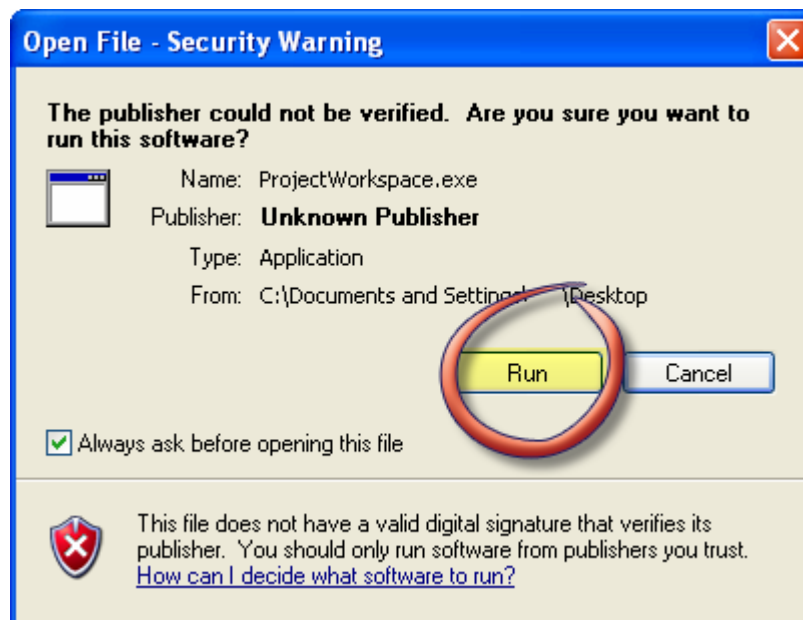 Open File - Security Warning
The publisher could not be verified.  Are you sure you want to
run this software?
Name: ProjectWorkspace.exe
Publisher: Unknown Publisher
Type: Application
From: C:\Documents and Settings\ \Desktop
Run Cancel
Always ask before opening this file
This file does not have a valid digital signature that verifies its
publisher.  You should only run software from publishers you trust.
How can I decide what software to run?